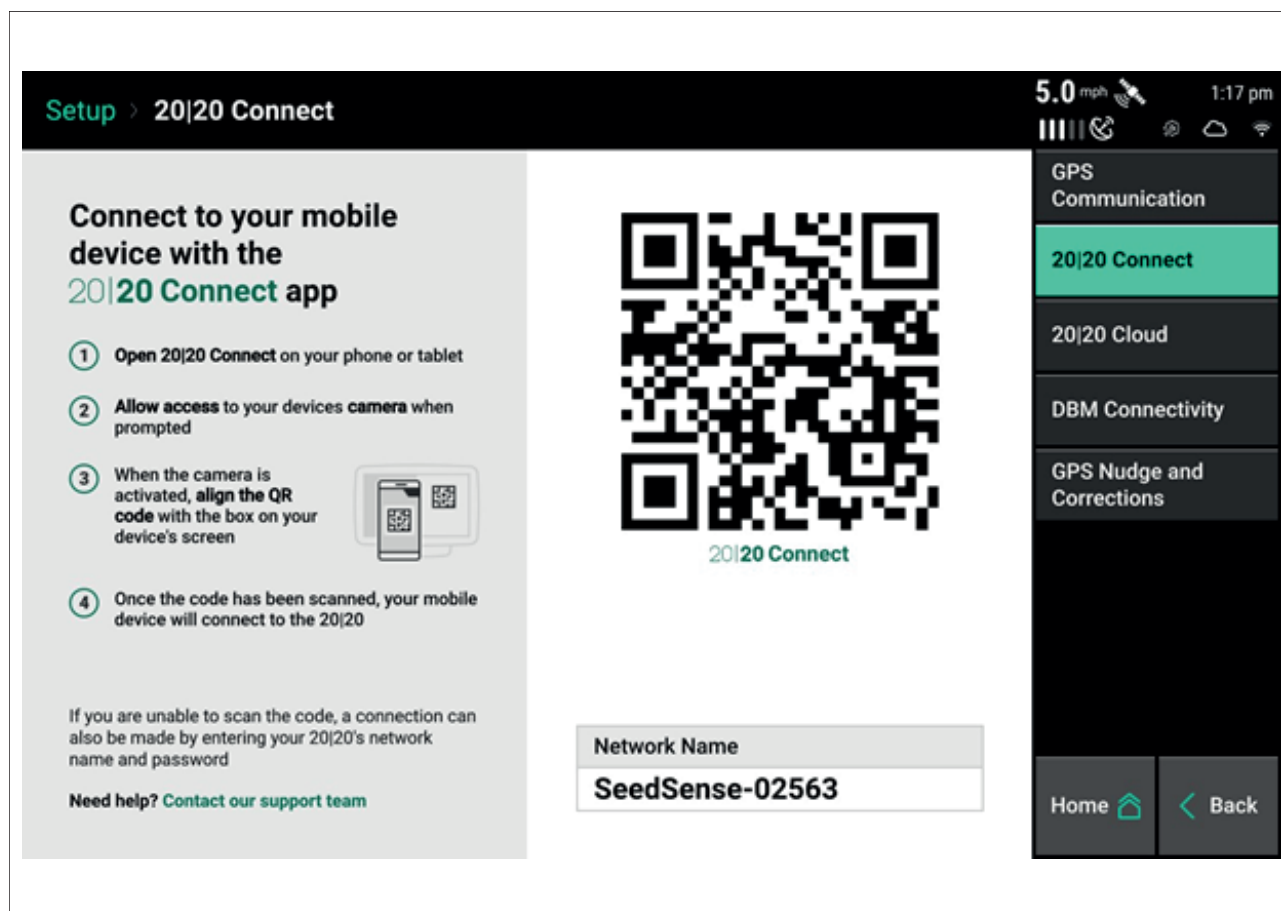 Setup > 20|20 Connect
5.0 mph
1:17 pm
Connect to your mobile
device with the
20|20 Connect app
1 Open 20|20 Connect on your phone or tablet
2 Allow access to your devices camera when
prompted
3 When the camera is
activated, align the QR
code with the box on your
device's screen
4 Once the code has been scanned, your mobile
device will connect to the 20|20
If you are unable to scan the code, a connection can
also be made by entering your 20|20's network
name and password
Need help? Contact our support team
20|20 Connect
Network Name
SeedSense-02563
GPS
Communication
20|20 Connect
20|20 Cloud
DBM Connectivity
GPS Nudge and
Corrections
Home
< Back